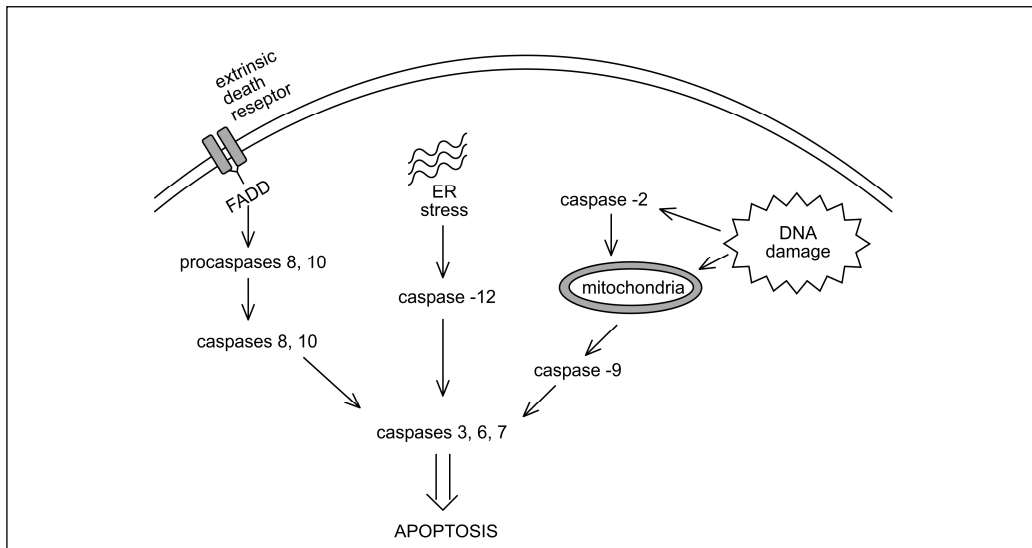 extrinsic
death
reseptor
FADD
procaspases 8, 10
caspases 8, 10
ER
stress
caspase -12
caspase -2
DNA
damage
mitochondria
caspase -9
caspases 3, 6, 7
APOPTOSIS